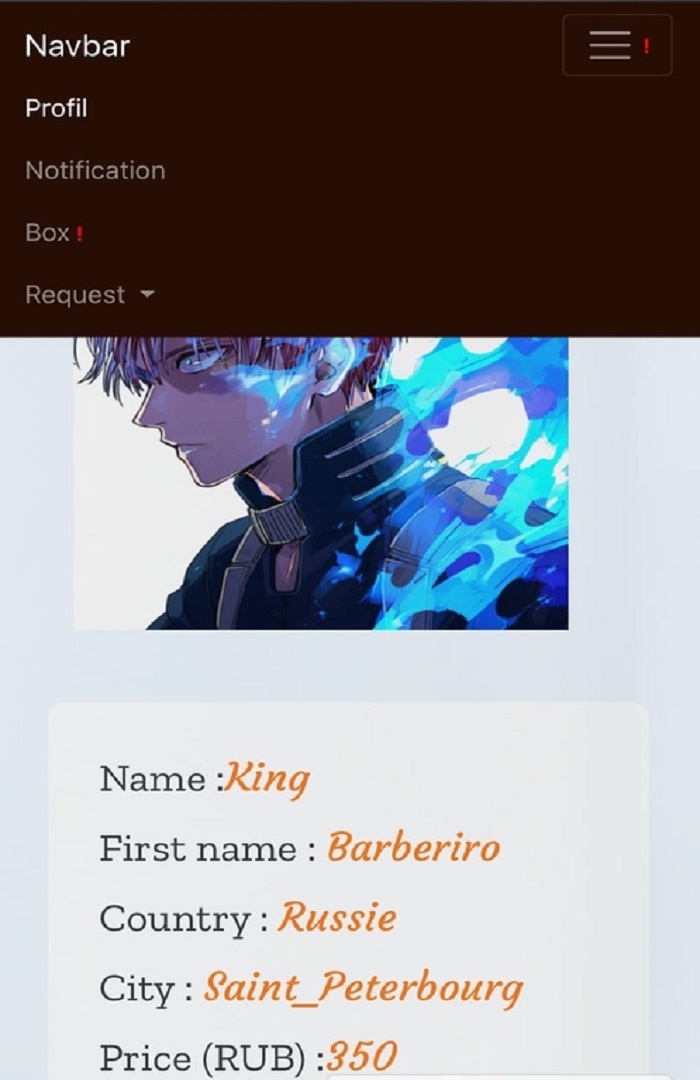 Navbar !
Profil
Notification
Box !
Request
Name :King
First name : Barberiro
Country : Russie
City : Saint_Peterbourg
Price (RUB) :350